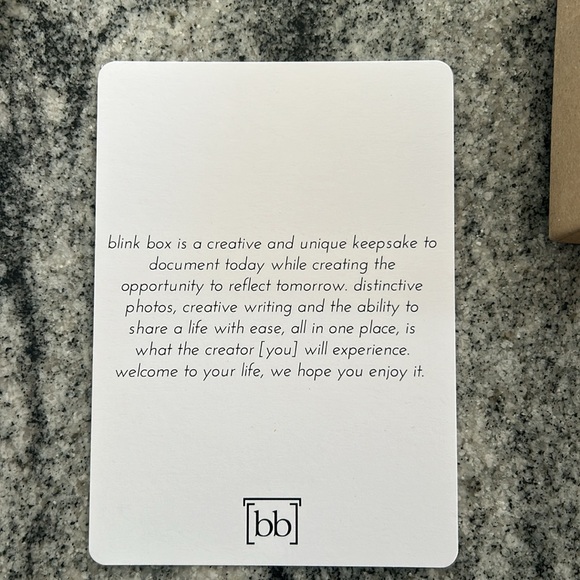 blink box is a creative and unique keepsake to
document today while creating the
opportunity to reflect tomorrow. distinctive
photos, creative writing and the ability to
share a life with ease, all in one place, is
what the creator [you] will experience.
welcome to your life, we hope you enjoy it.
[bb]